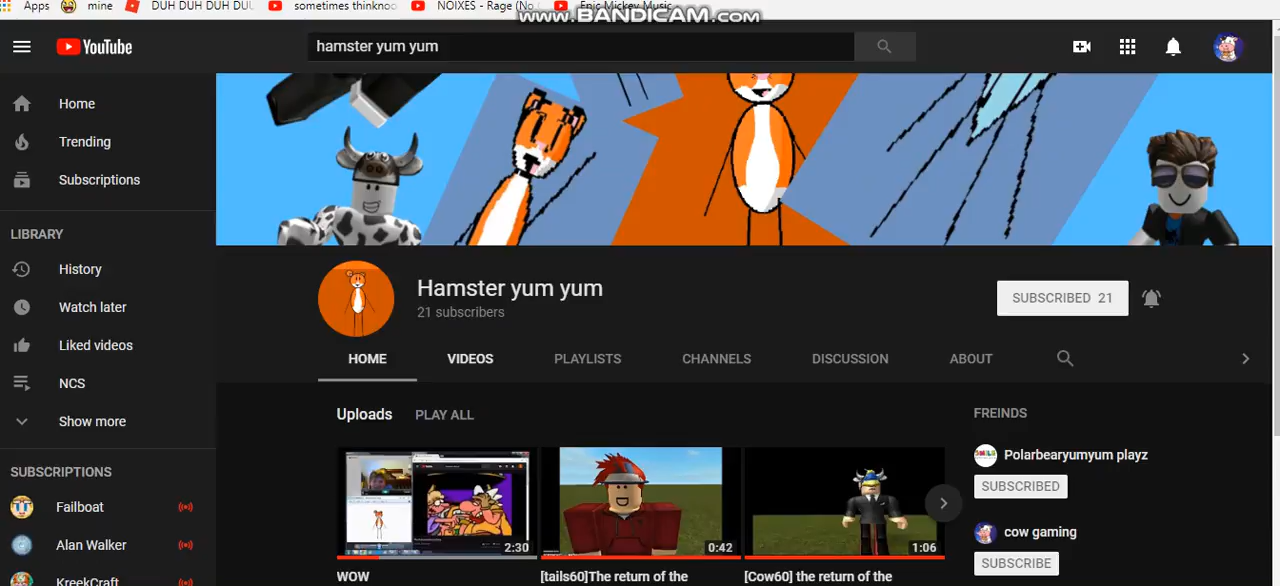 Apps mine DUH DUH DUH DU sometimes thinknoo NOIXES - Rage (No Epic Mickey Music
www.BANDICAM.com
YouTube hamster yum yum
Home
Trending
Subscriptions
LIBRARY
History
Watch later
Liked videos
NCS
Show more
SUBSCRIPTIONS
Failboat
Alan Walker
KreekCraft
Hamster yum yum
21 subscribers
SUBSCRIBED 21
HOME VIDEOS PLAYLISTS CHANNELS DISCUSSION ABOUT
Uploads PLAY ALL
2:30
0:42
1:06
WOW
[tails60]The return of the
[Cow60] the return of the
FREINDS
Polarbearyumyum playz
SUBSCRIBED
cow gaming
SUBSCRIBE